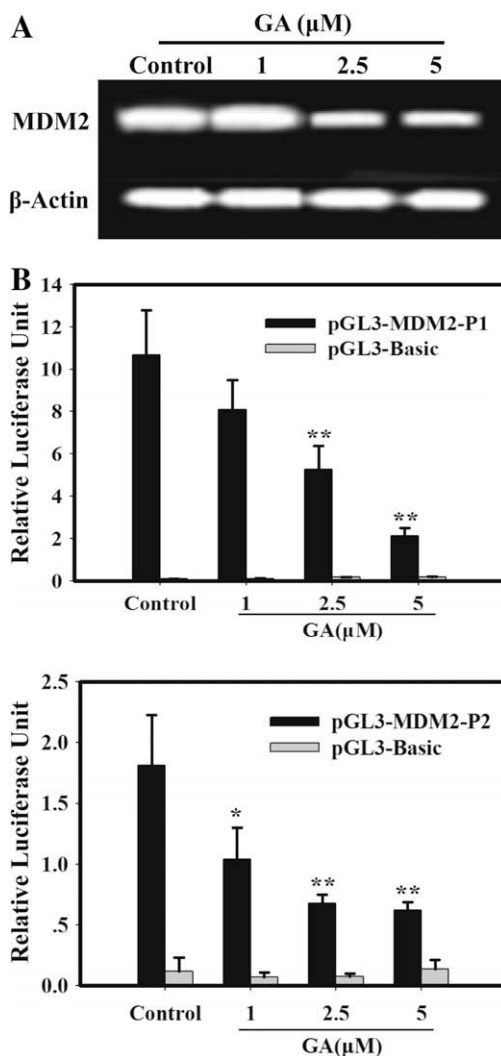 A
GA (μM)
Control 1 2.5 5
MDM2
β-Actin
B
14
12
10
8
6
4
2
0
Relative Luciferase Unit
pGL3-MDM2-P1
pGL3-Basic
**
**
Control 1 2.5 5
GA(μM)
2.5
2.0
1.5
1.0
.5
0.0
Relative Luciferase Unit
pGL3-MDM2-P2
pGL3-Basic
*
**
**
Control 1 2.5 5
GA(μM)